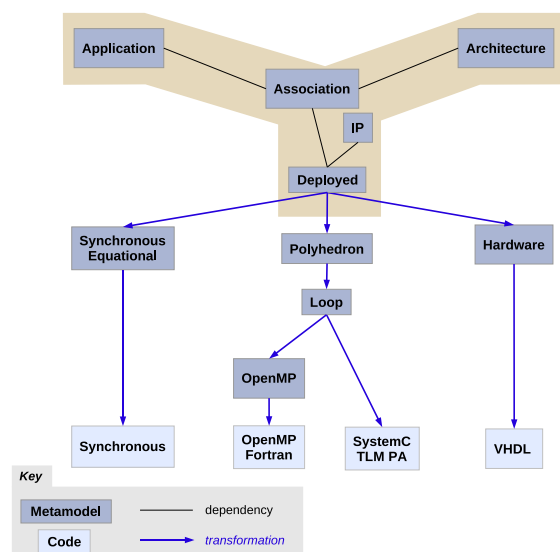 Application
Architecture
Association
IP
Deployed
Synchronous
Equational
Polyhedron
Hardware
Loop
OpenMP
Synchronous
OpenMP
Fortran
SystemC
TLM PA
VHDL
Key
Metamodel
dependency
Code
transformation